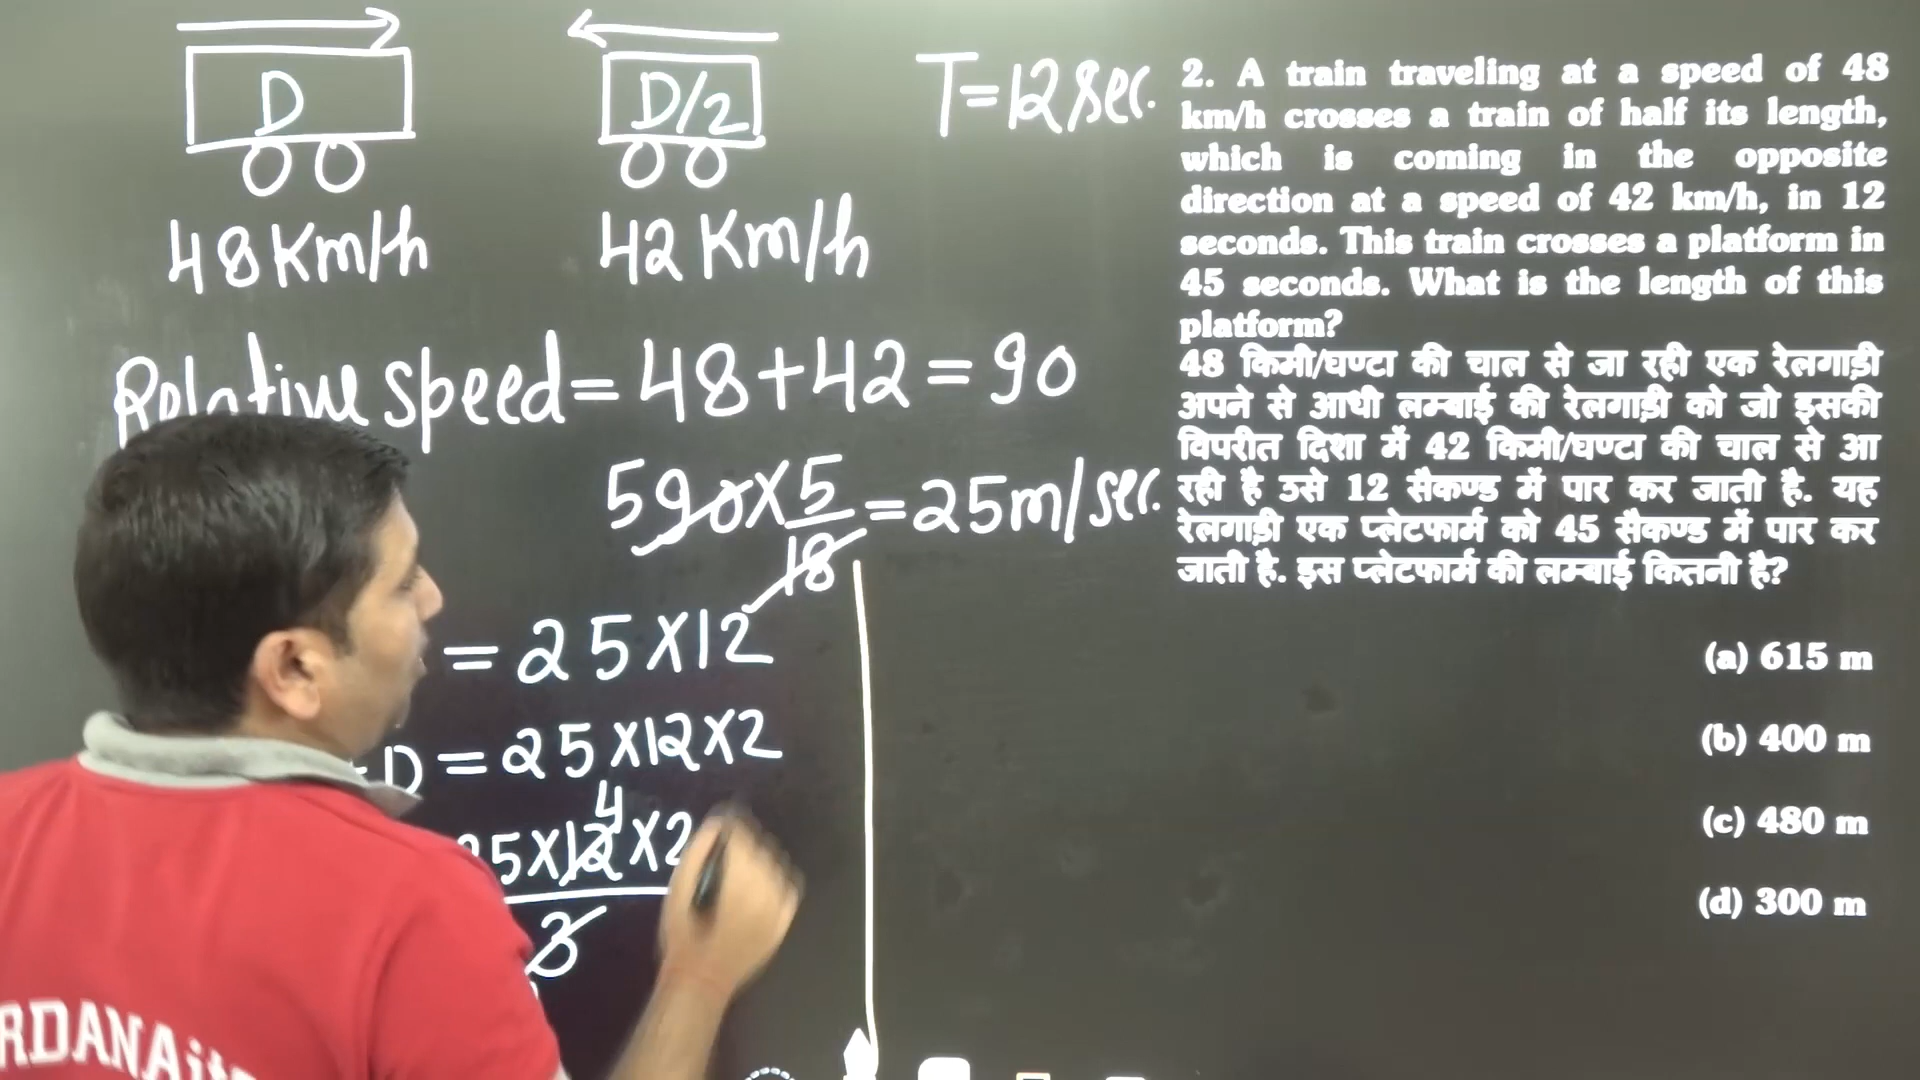 D
D/2
T=12 Sec.
48 Km/h
42 Km/h
Relative speed = 48+42 = 90
5 90 X 5/18 = 25 m/sec.
= 25 X 12
D = 25 X 12 X 2
4
25 X 12 X 2
3
2. A train traveling at a speed of 48
km/h crosses a train of half its length,
which is coming in the opposite
direction at a speed of 42 km/h, in 12
seconds. This train crosses a platform in
45 seconds. What is the length of this
platform?
48 किमी/घण्टा की चाल से जा रही एक रेलगाड़ी
अपने से आधी लम्बाई की रेलगाड़ी को जो इसकी
विपरीत दिशा में 42 किमी/घण्टा की चाल से आ
रही है उसे 12 सैकण्ड में पार कर जाती है. यह
रेलगाड़ी एक प्लेटफार्म को 45 सैकण्ड में पार कर
जाती है. इस प्लेटफार्म की लम्बाई कितनी है?
(a) 615 m
(b) 400 m
(c) 480 m
(d) 300 m